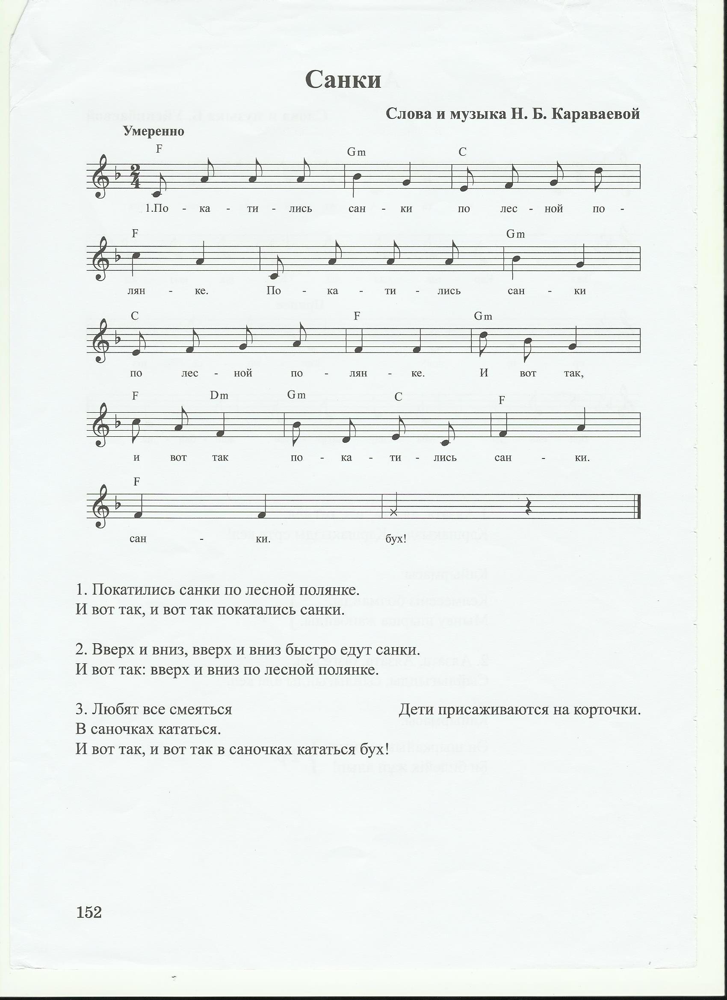 Санки
Слова и музыка Н. Б. Караваевой
Умеренно
F Gm C
1.По - ка - ти - лись сан - ки по лес - ной по -
F Gm
лян - ке. По - ка - ти - лись сан - ки
C F Gm
по лес - ной по - лян - ке. И вот так,
F Dm Gm C F
и вот так по - ка - ти - лись сан - ки.
F
сан - ки. бух!
1. Покатились санки по лесной полянке.
И вот так, и вот так покатались санки.
2. Вверх и вниз, вверх и вниз быстро едут санки.
И вот так: вверх и вниз по лесной полянке.
3. Любят все смеяться Дети присаживаются на корточки.
В саночках кататься.
И вот так, и вот так в саночках кататься бух!
152